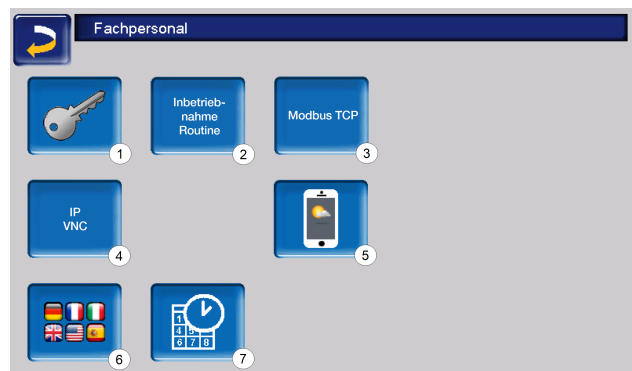 Fachpersonal
1
Inbetrieb-
nahme
Routine
2
Modbus TCP
3
IP
VNC
4
5
6
1
4 5
6 7 8
7